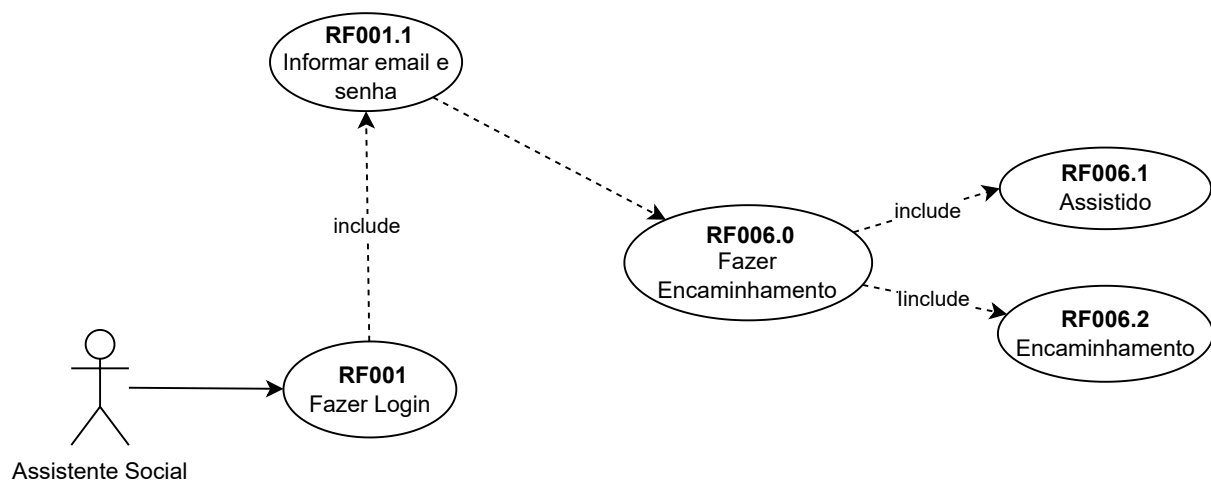 RF001.1
Informar email e
senha
include
RF001
Fazer Login
Assistente Social
RF006.0
Fazer
Encaminhamento
include
RF006.1
Assistido
Iinclude
RF006.2
Encaminhamento